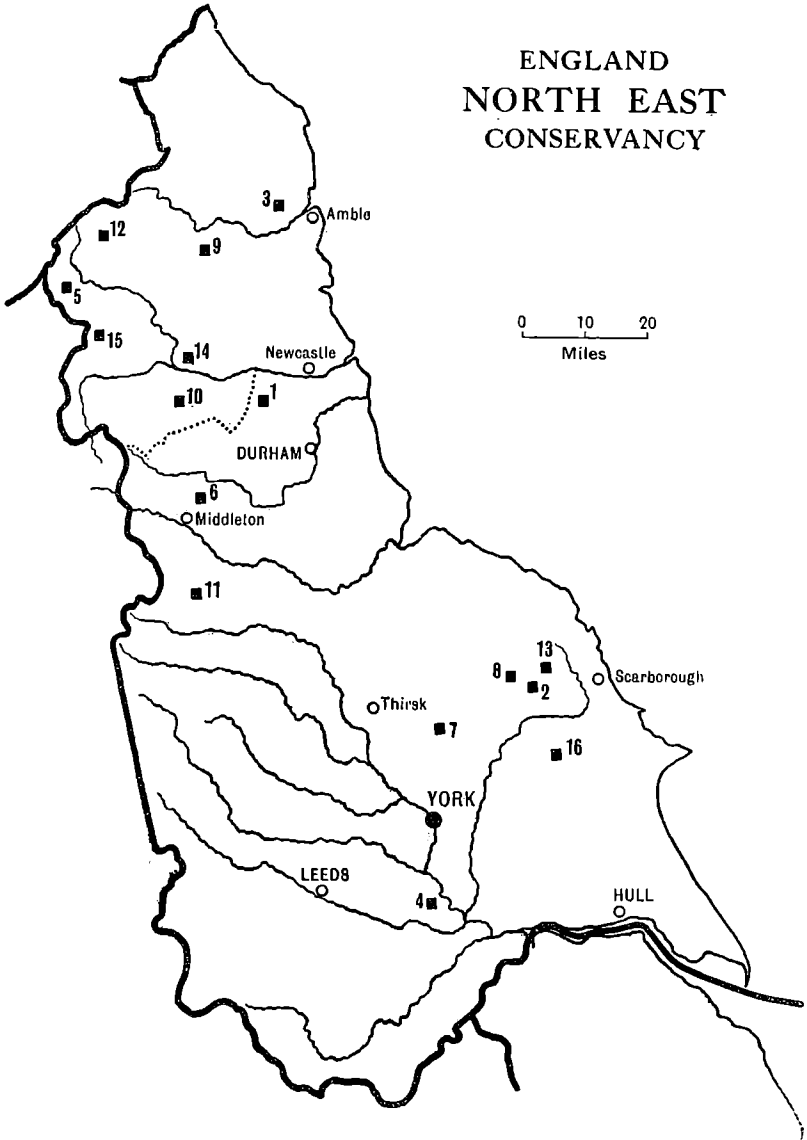 ENGLAND
NORTH EAST
CONSERVANCY
3
Amble
12
9
5
0 10 20
Miles
15
14
Newcastle
10
1
DURHAM
6
Middleton
11
13
8
2
Scarborough
Thirsk
7
16
YORK
LEEDS
4
HULL